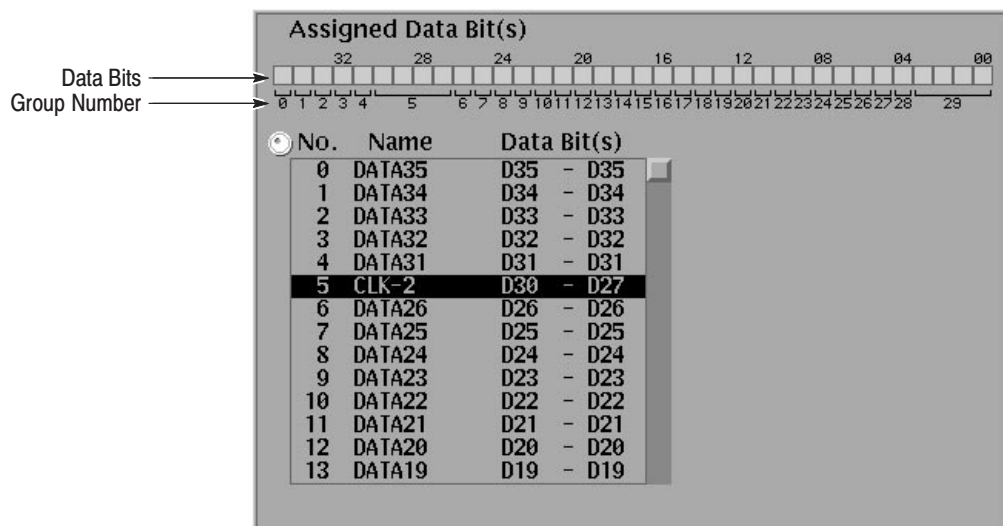 Assigned Data Bit(s)
32 28 24 20 16 12 08 04 00
Data Bits
Group Number
0 1 2 3 4 5 6 7 8 9 10 11 12 13 14 15 16 17 18 19 20 21 22 23 24 25 26 27 28 29
No. Name Data Bit(s)
0 DATA35 D35 - D35
1 DATA34 D34 - D34
2 DATA33 D33 - D33
3 DATA32 D32 - D32
4 DATA31 D31 - D31
5 CLK-2 D30 - D27
6 DATA26 D26 - D26
7 DATA25 D25 - D25
8 DATA24 D24 - D24
9 DATA23 D23 - D23
10 DATA22 D22 - D22
11 DATA21 D21 - D21
12 DATA20 D20 - D20
13 DATA19 D19 - D19